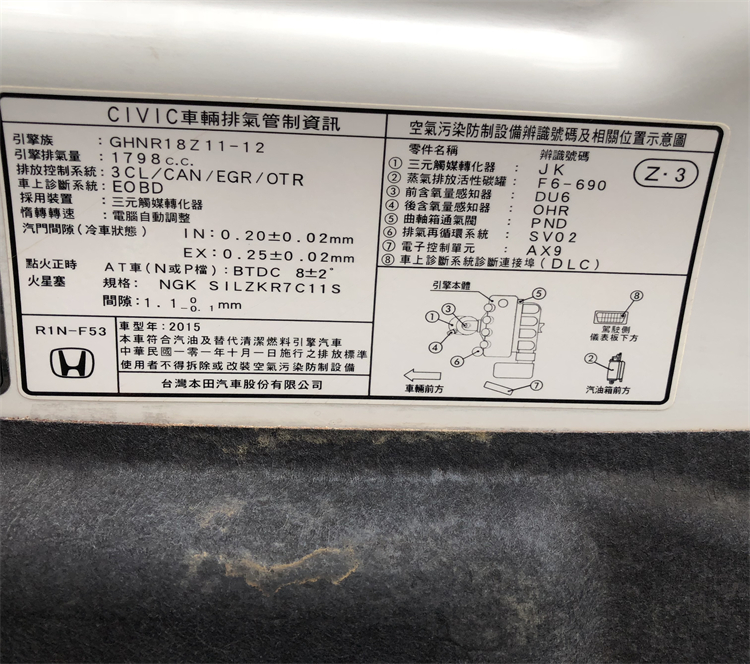 CIVIC車輛排氣管制資訊
引擎族 : GHNR18Z11-12
引擎排氣量 : 1798c.c.
排放控制系統: 3CL/CAN/EGR/OTR
車上診斷系統: EOBD
採用裝置 : 三元觸媒轉化器
惰轉轉速 : 電腦自動調整
汽門間隙(冷車狀態) IN:0.20±0.02mm
EX:0.25±0.02mm
點火正時 AT車(N或P檔):BTDC 8±2°
火星塞 規格: NGK SILZKR7C11S
間隙:1.1 0 -0.1 mm
R1N-F53
車型年:2015
本車符合汽油及替代清潔燃料引擎汽車
中華民國一〇一年十月一日施行之排放標準
使用者不得拆除或改裝空氣污染防制設備
台灣本田汽車股份有限公司
空氣污染防制設備辨識號碼及相關位置示意圖
零件名稱 辨識號碼
①三元觸媒轉化器 : JK
②蒸氣排放活性碳罐: F6-690
③前含氧量感知器 : DU6
④後含氧量感知器 : OHR
⑤曲軸箱通氣閥 : PND
⑥排氣再循環系統 : SV02
⑦電子控制單元 : AX9
⑧車上診斷系統診斷連接埠(DLC)
Z·3
引擎本體
⑤
①
③
④
⑥
⑦
車輛前方
⑧
駕駛側
儀表板下方
②
汽油箱前方